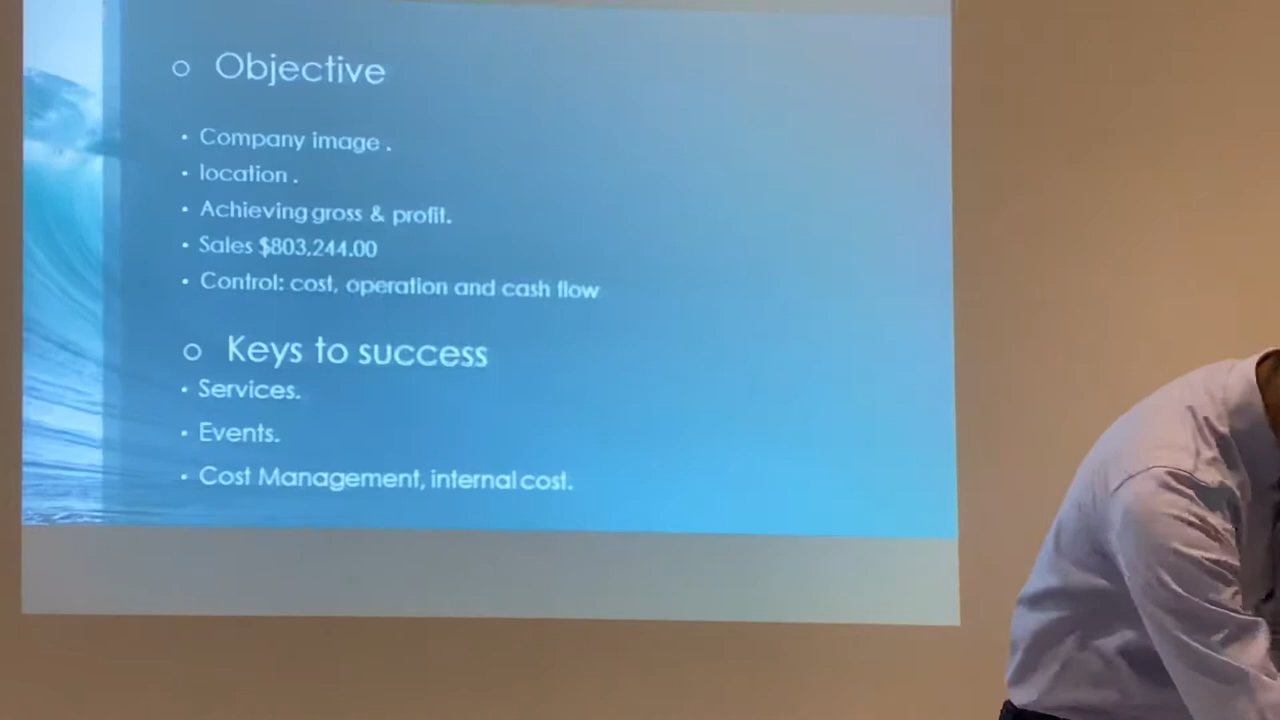 Objective
Company image .
location .
Achieving gross & profit.
Sales $803,244.00
Control: cost, operation and cash flow
Keys to success
Services.
Events.
Cost Management, internal cost.